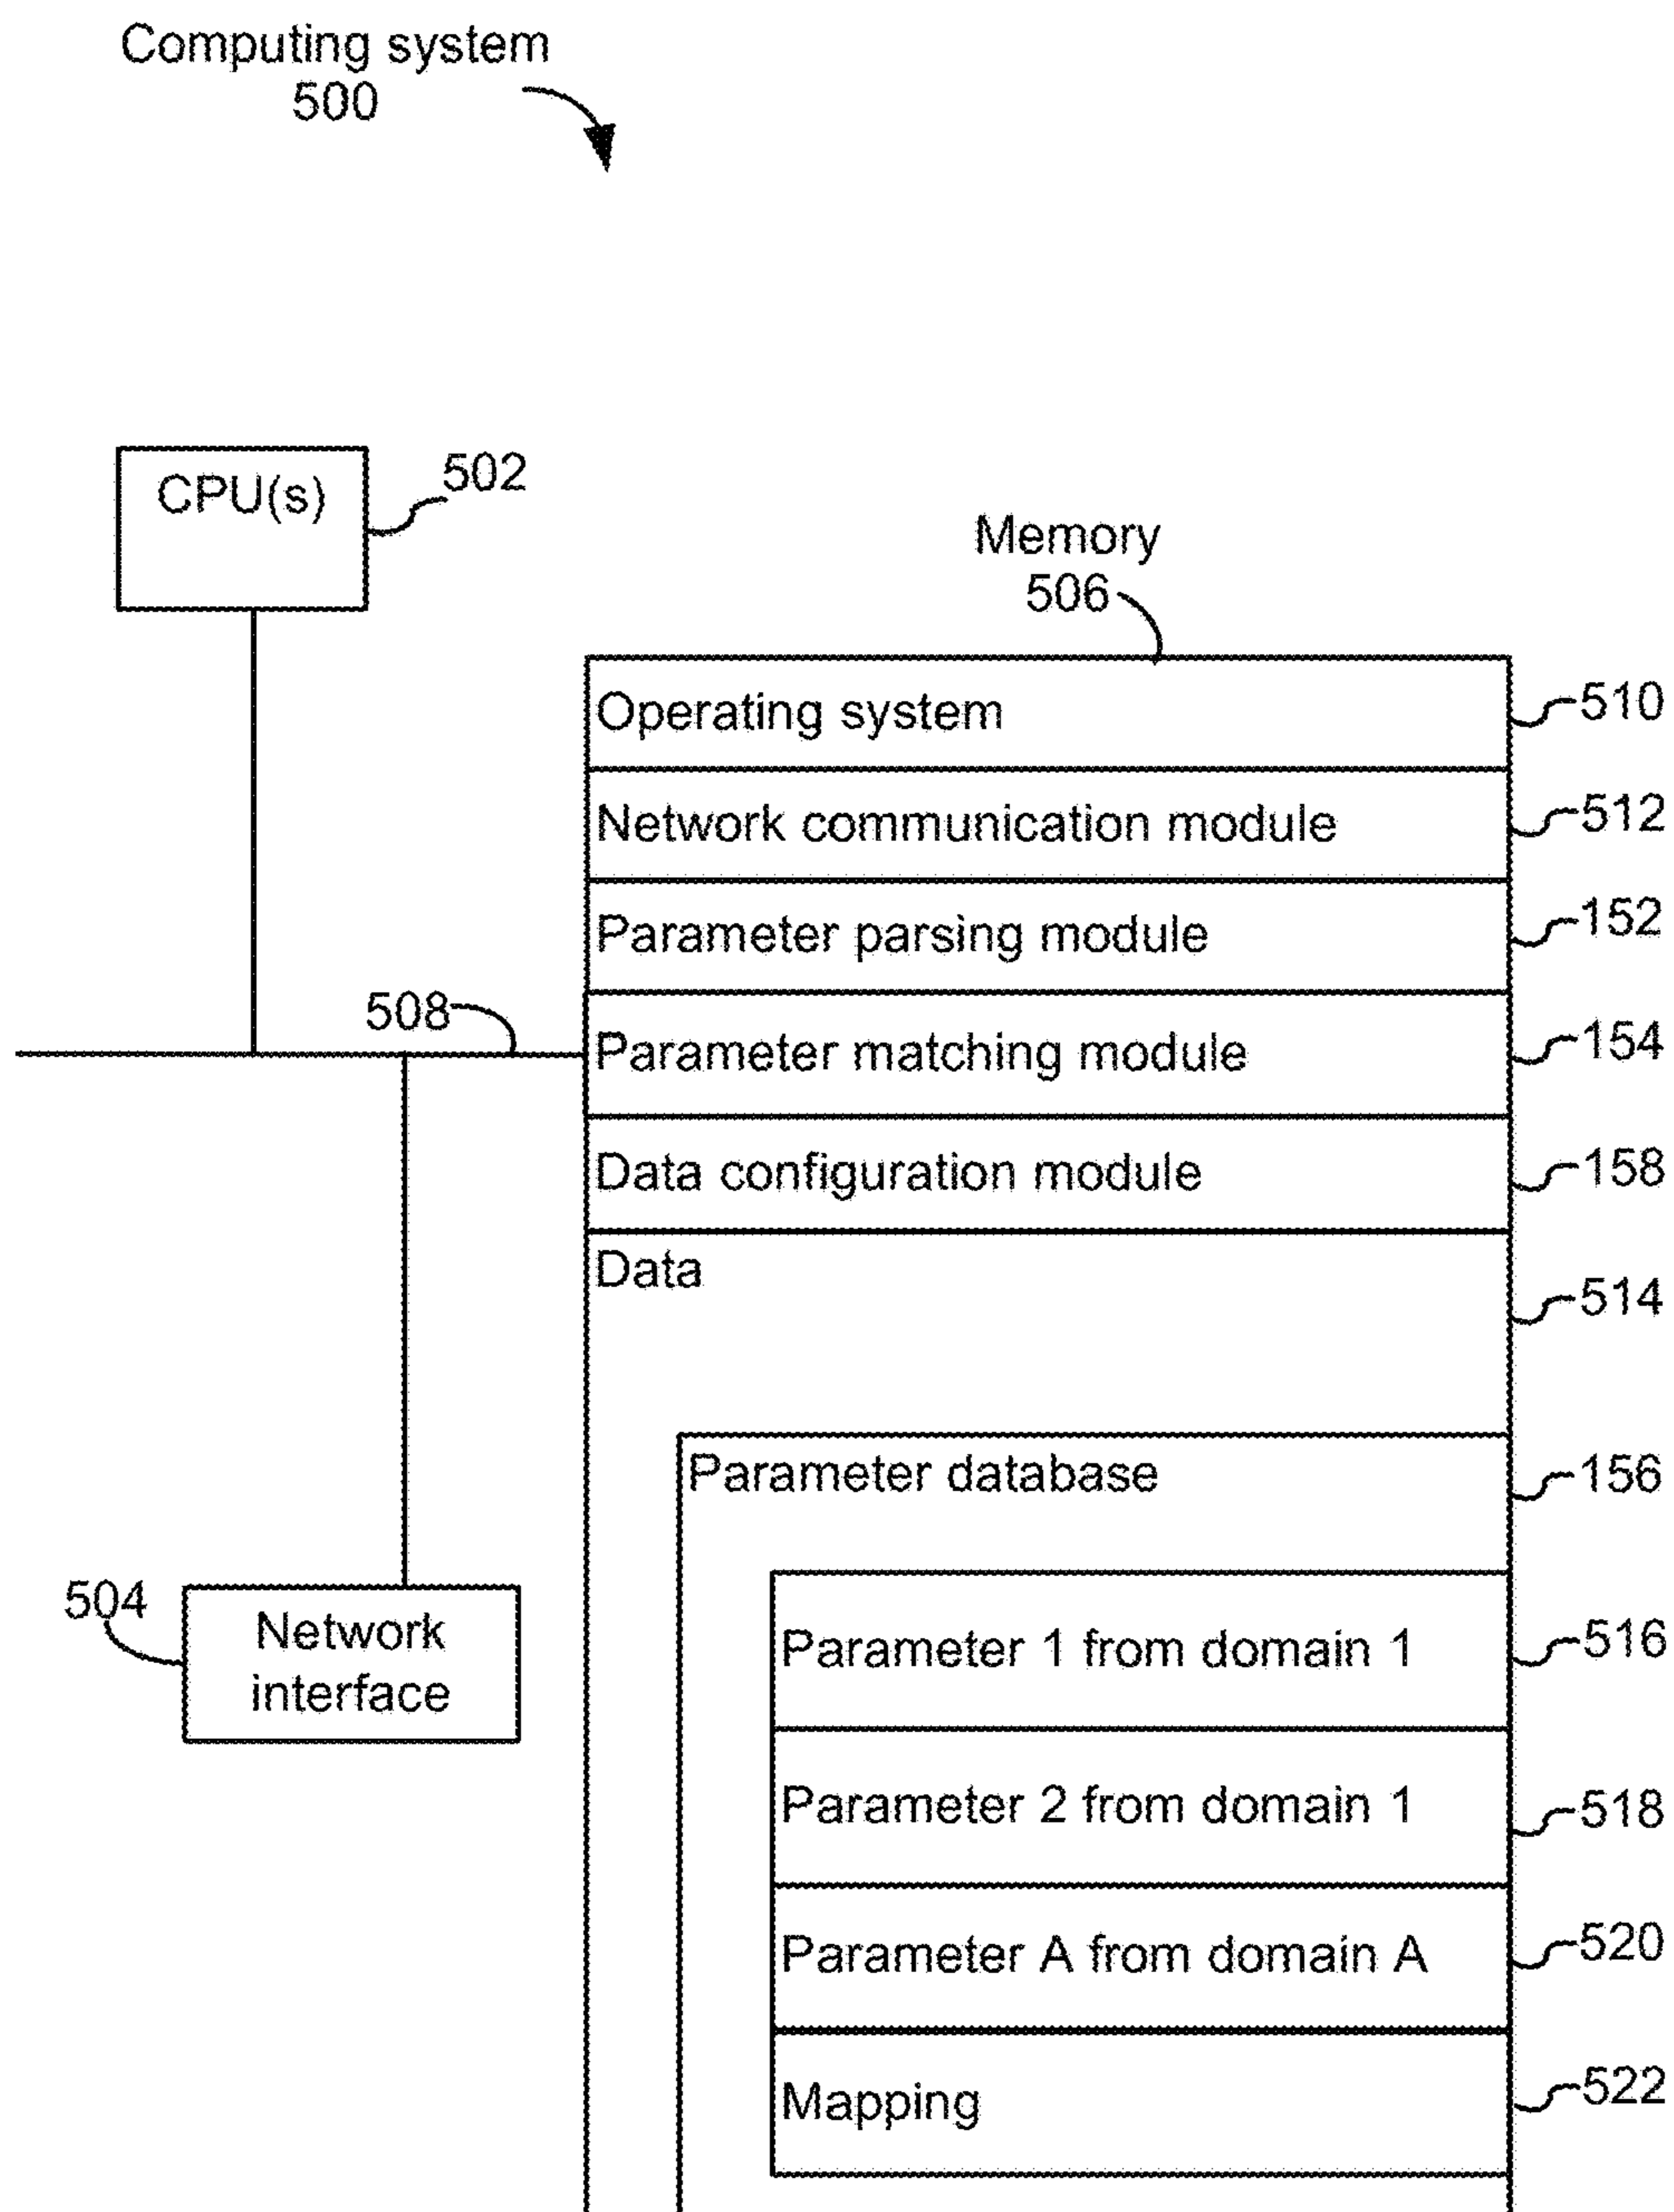 Computing system
500
CPU(s)
502
Memory
506
Operating system
510
Network communication module
512
Parameter parsing module
152
508
Parameter matching module
154
Data configuration module
158
Data
514
Parameter database
156
504
Network
interface
Parameter 1 from domain 1
516
Parameter 2 from domain 1
518
Parameter A from domain A
520
Mapping
522